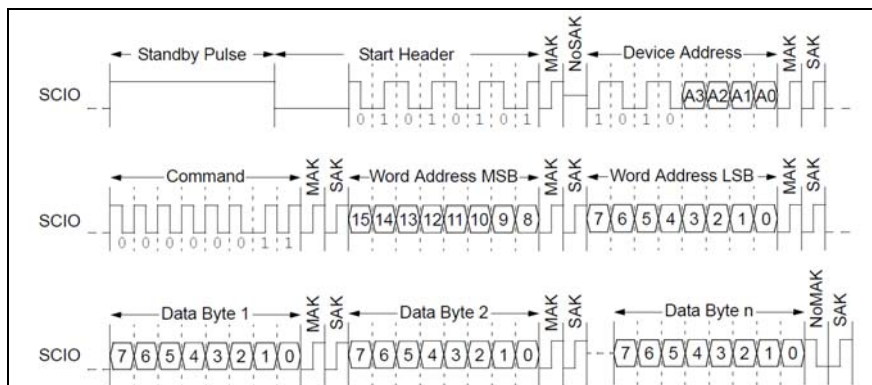 Standby Pulse Start Header MAK NoSAK Device Address MAK SAK
SCIO A3 A2 A1 A0
0 1 0 1 0 1 0 1 1 0 1 0
Command MAK SAK Word Address MSB MAK SAK Word Address LSB MAK SAK
SCIO 15 14 13 12 11 10 9 8 7 6 5 4 3 2 1 0
0 0 0 0 0 0 1 1
Data Byte 1 MAK SAK Data Byte 2 MAK SAK Data Byte n NoMAK SAK
SCIO 7 6 5 4 3 2 1 0 7 6 5 4 3 2 1 0 7 6 5 4 3 2 1 0